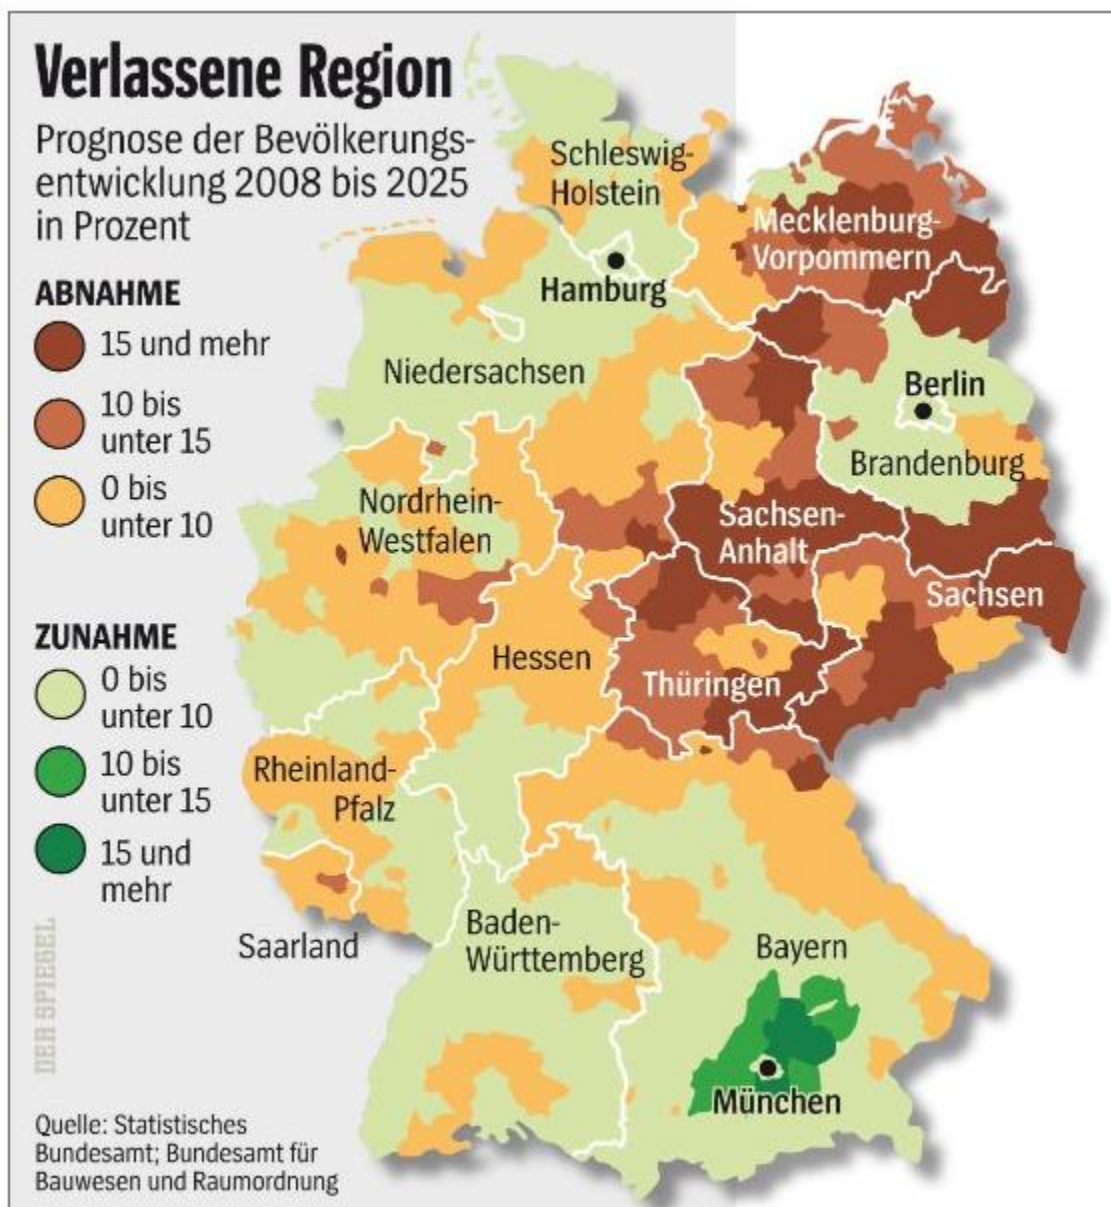 Verlassene Region
Prognose der Bevölkerungs-
entwicklung 2008 bis 2025
in Prozent
ABNAHME
15 und mehr
10 bis
unter 15
0 bis
unter 10
ZUNAHME
0 bis
unter 10
10 bis
unter 15
15 und
mehr
Schleswig-
Holstein
Mecklenburg-
Vorpommern
Hamburg
Niedersachsen
Berlin
Brandenburg
Nordrhein-
Westfalen
Sachsen-
Anhalt
Sachsen
Hessen
Thüringen
Rheinland-
Pfalz
Saarland
Baden-
Württemberg
Bayern
München
DER SPIEGEL
Quelle: Statistisches
Bundesamt; Bundesamt für
Bauwesen und Raumordnung